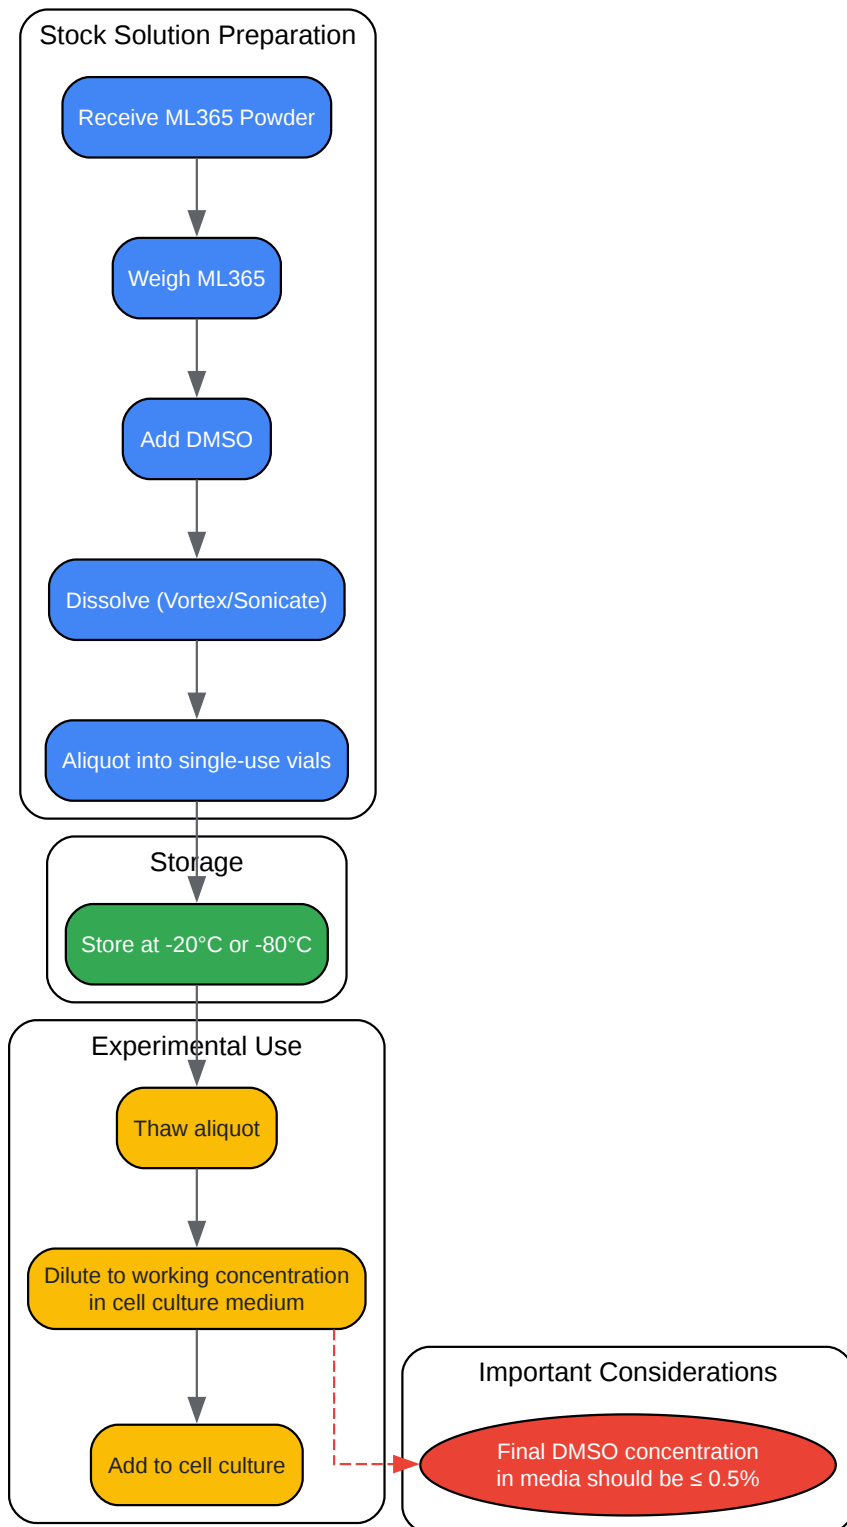 Stock Solution Preparation
Receive ML365 Powder
Weigh ML365
Add DMSO
Dissolve (Vortex/Sonicate)
Aliquot into single-use vials
Storage
Store at -20°C or -80°C
Experimental Use
Thaw aliquot
Dilute to working concentration
in cell culture medium
Add to cell culture
Important Considerations
Final DMSO concentration
in media should be ≤ 0.5%